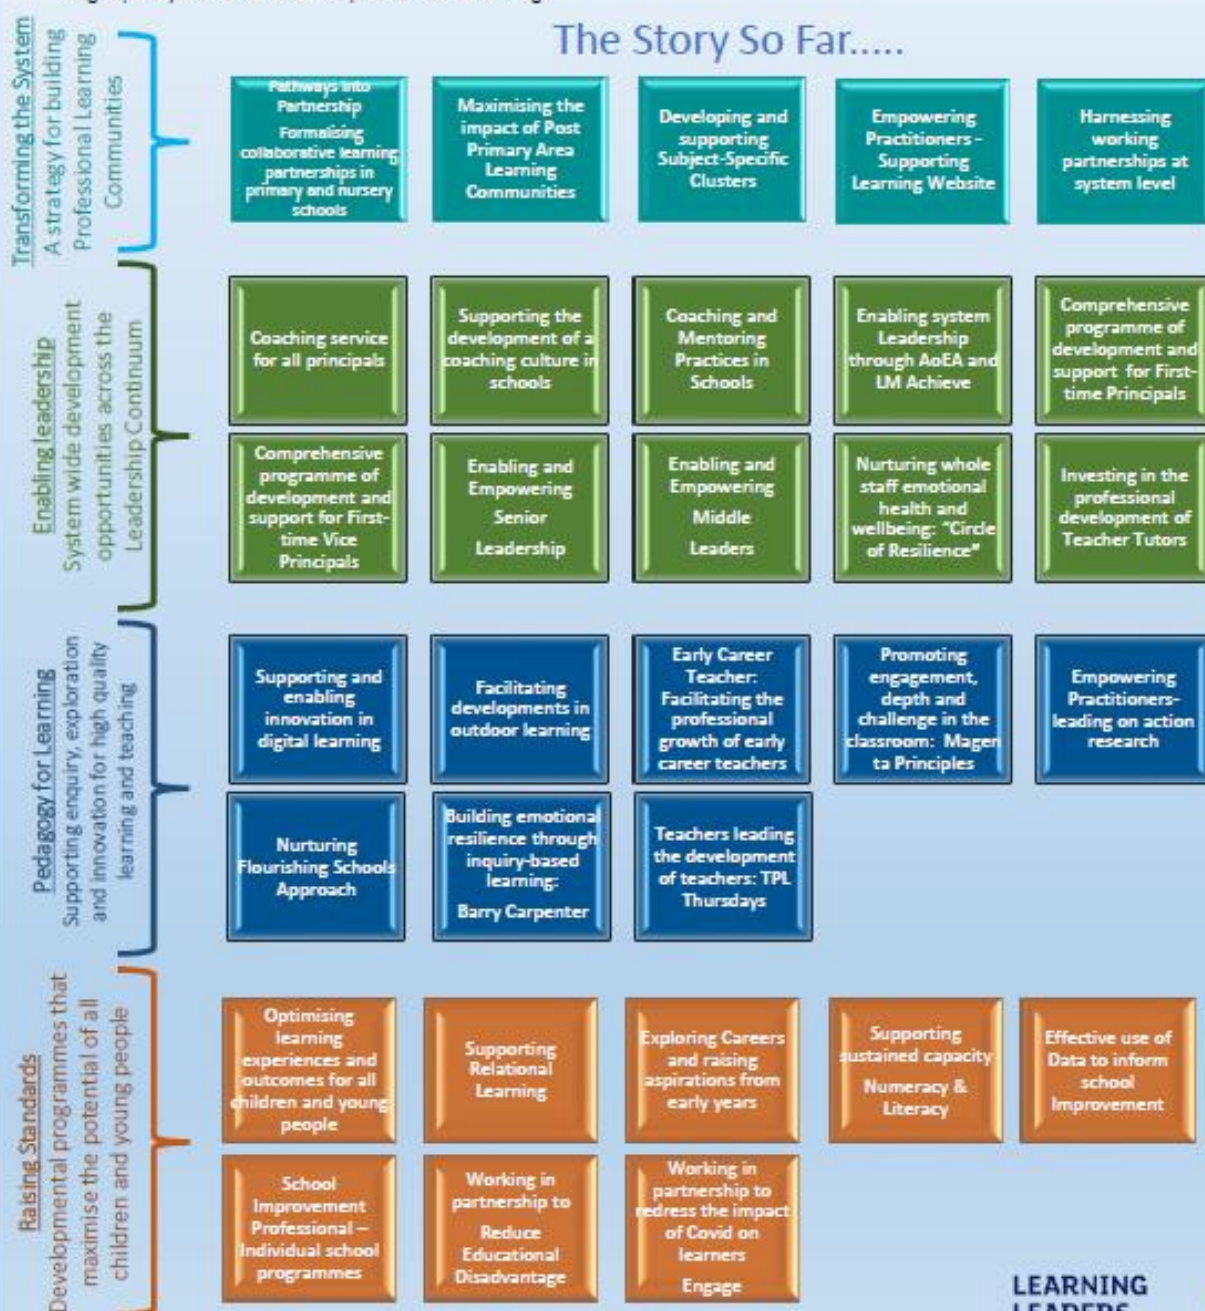 The Story So Far.....
Transforming the System
A strategy for building
Professional Learning
Communities
Pathways into
Partnership
Formalising
collaborative learning
partnerships in
primary and nursery
schools
Maximising the
impact of Post
Primary Area
Learning
Communities
Developing and
supporting
Subject-Specific
Clusters
Empowering
Practitioners -
Supporting
Learning Website
Harnessing
working
partnerships at
system level
Enabling leadership
System wide development
opportunities across the
Leadership Continuum
Coaching service
for all principals
Supporting the
development of a
coaching culture in
schools
Coaching and
Mentoring
Practices in
Schools
Enabling system
Leadership
through AoEA and
LM Achieve
Comprehensive
programme of
development and
support for First-
time Principals
Comprehensive
programme of
development and
support for First-
time Vice
Principals
Enabling and
Empowering
Senior
Leadership
Enabling and
Empowering
Middle
Leaders
Nurturing whole
staff emotional
health and
wellbeing: "Circle
of Resilience"
Investing in the
professional
development of
Teacher Tutors
Pedagogy for Learning
Supporting enquiry, exploration
and innovation for high quality
learning and teaching
Supporting and
enabling
innovation in
digital learning
Facilitating
developments in
outdoor learning
Early Career
Teacher:
Facilitating the
professional
growth of early
career teachers
Promoting
engagement,
depth and
challenge in the
classroom: Magen
ta Principles
Empowering
Practitioners-
leading on action
research
Nurturing
Flourishing Schools
Approach
Building emotional
resilience through
inquiry-based
learning:
Barry Carpenter
Teachers leading
the development
of teachers: TPL
Thursdays
Raising Standards
Developmental programmes that
maximise the potential of all
children and young people
Optimising
learning
experiences and
outcomes for all
children and young
people
Supporting
Relational
Learning
Exploring Careers
and raising
aspirations from
early years
Supporting
sustained capacity
Numeracy &
Literacy
Effective use of
Data to inform
school
Improvement
School
Improvement
Professional –
Individual school
programmes
Working in
partnership to
Reduce
Educational
Disadvantage
Working in
partnership to
redress the impact
of Covid on
learners
Engage
LEARNING
LEADERS